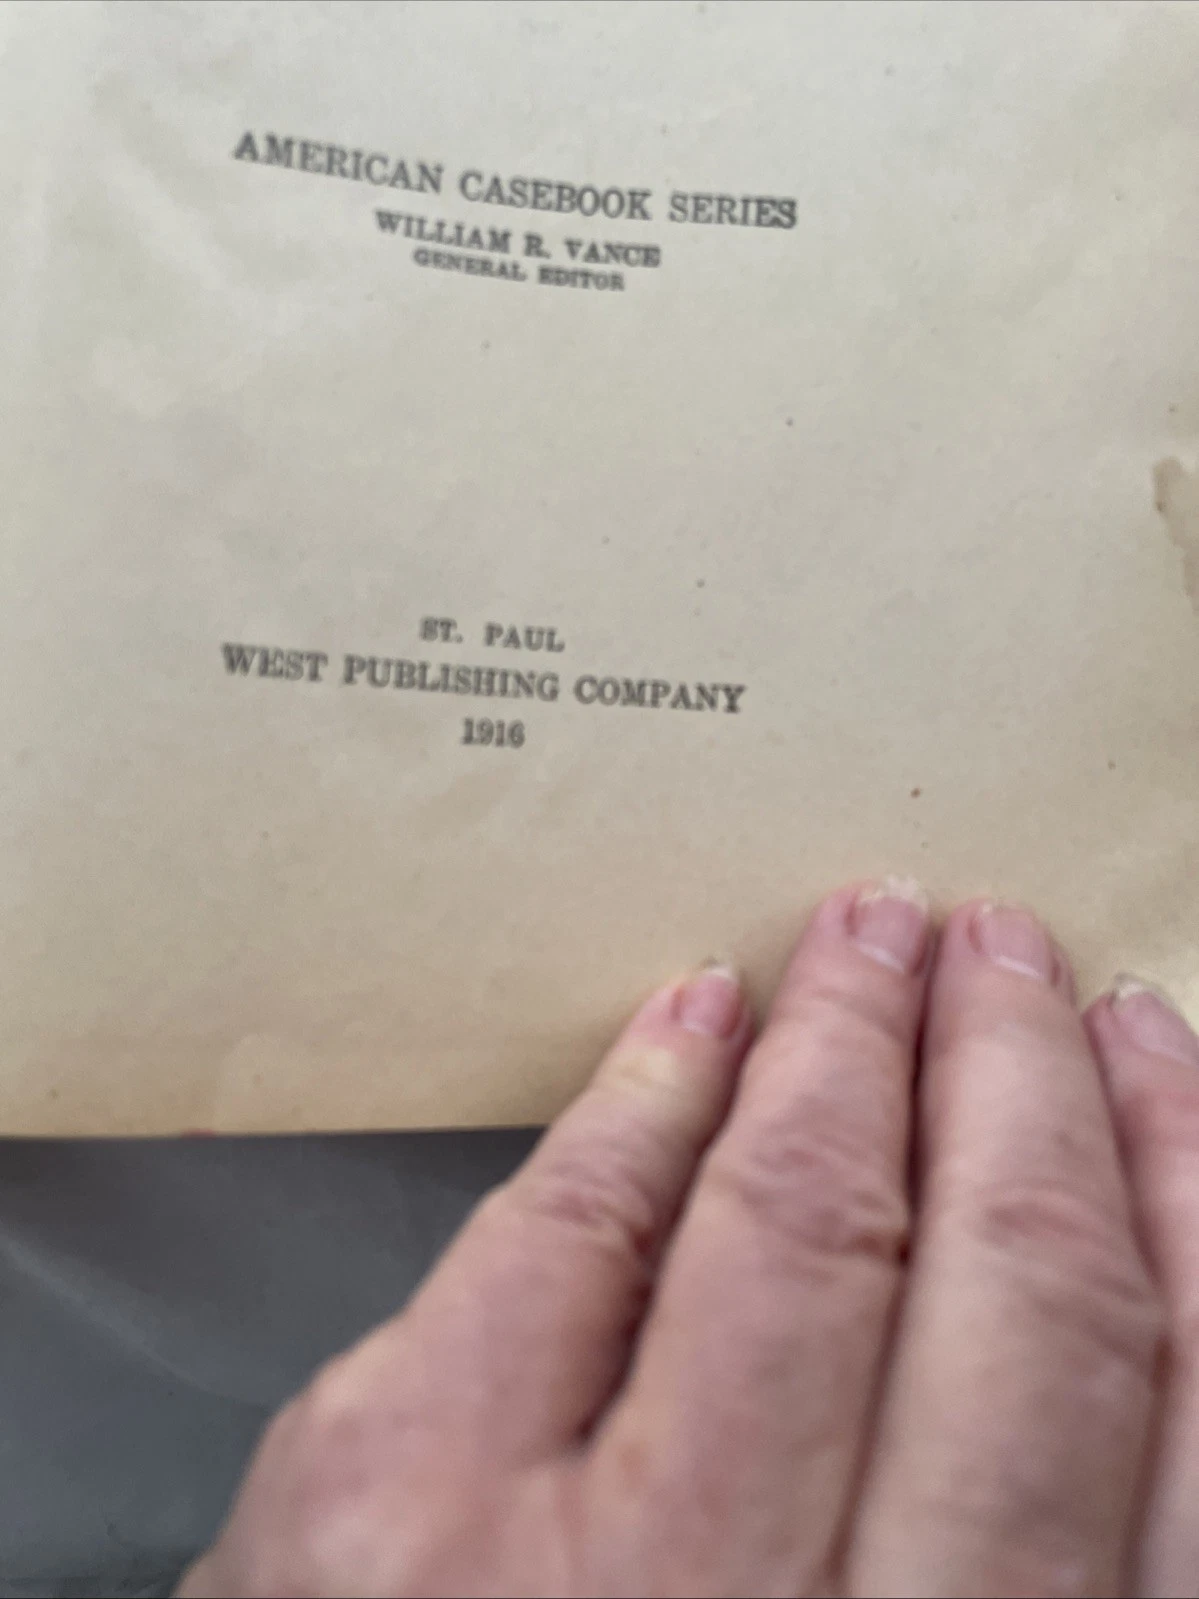 AMERICAN CASEBOOK SERIES
WILLIAM R. VANCE
GENERAL EDITOR
ST. PAUL
WEST PUBLISHING COMPANY
1916